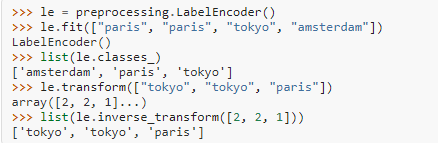 >>> le = preprocessing.LabelEncoder()
>>> le.fit(["paris", "paris", "tokyo", "amsterdam"])
LabelEncoder()
>>> list(le.classes_)
['amsterdam', 'paris', 'tokyo']
>>> le.transform(["tokyo", "tokyo", "paris"])
array([2, 2, 1]...)
>>> list(le.inverse_transform([2, 2, 1]))
['tokyo', 'tokyo', 'paris']